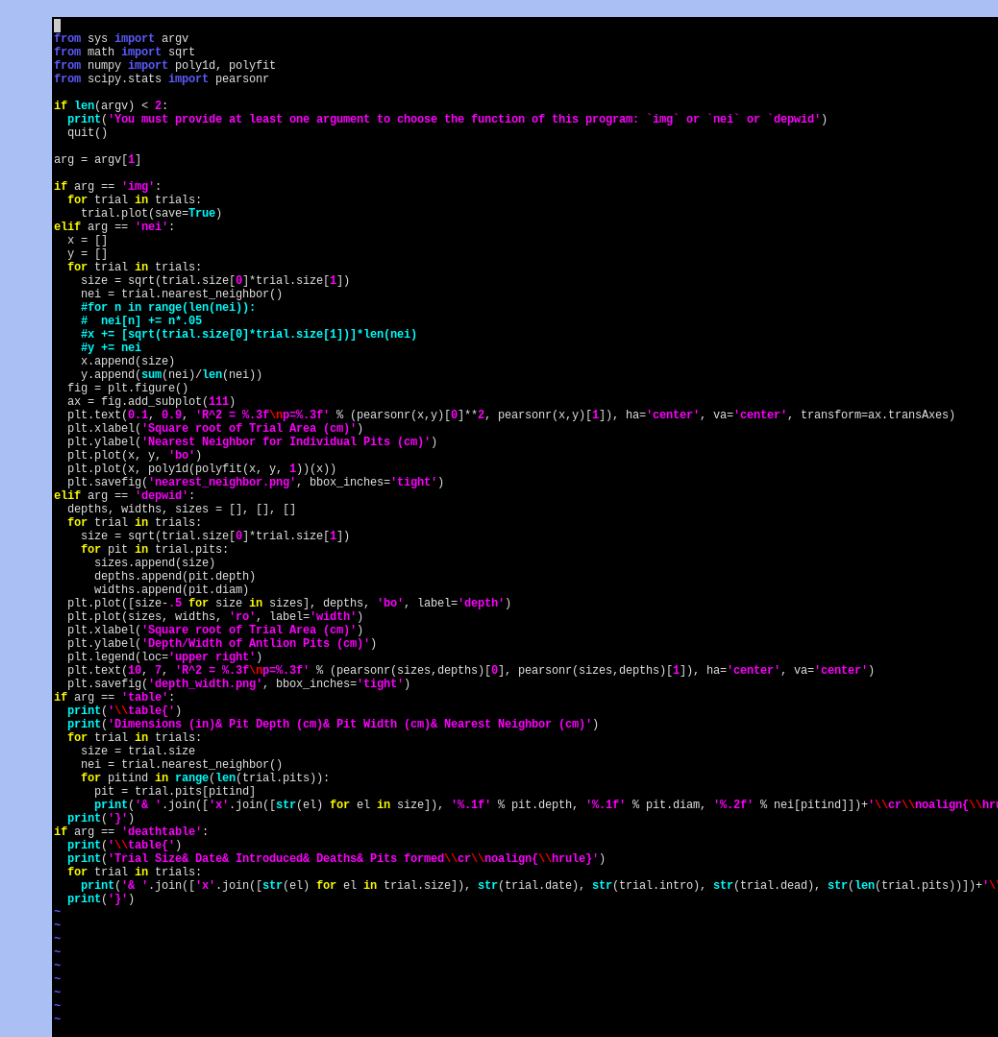 from sys import argv
from math import sqrt
from numpy import poly1d, polyfit
from scipy.stats import pearsonr

if len(argv) < 2:
  print('You must provide at least one argument to choose the function of this program: `img` or `nei` or `depwid')
  quit()

arg = argv[1]

if arg == 'img':
  for trial in trials:
    trial.plot(save=True)
elif arg == 'nei':
  x = []
  y = []
  for trial in trials:
    size = sqrt(trial.size[0]*trial.size[1])
    nei = trial.nearest_neighbor()
    #for n in range(len(nei)):
    #  nei[n] += n*.05
    #x += [sqrt(trial.size[0]*trial.size[1])]*len(nei)
    #y += nei
    x.append(size)
    y.append(sum(nei)/len(nei))
  fig = plt.figure()
  ax = fig.add_subplot(111)
  plt.text(0.1, 0.9, 'R^2 = %.3f\np=%.3f' % (pearsonr(x,y)[0]**2, pearsonr(x,y)[1]), ha='center', va='center', transform=ax.transAxes)
  plt.xlabel('Square root of Trial Area (cm)')
  plt.ylabel('Nearest Neighbor for Individual Pits (cm)')
  plt.plot(x, y, 'bo')
  plt.plot(x, poly1d(polyfit(x, y, 1))(x))
  plt.savefig('nearest_neighbor.png', bbox_inches='tight')
elif arg == 'depwid':
  depths, widths, sizes = [], [], []
  for trial in trials:
    size = sqrt(trial.size[0]*trial.size[1])
    for pit in trial.pits:
      sizes.append(size)
      depths.append(pit.depth)
      widths.append(pit.diam)
  plt.plot([size-.5 for size in sizes], depths, 'bo', label='depth')
  plt.plot(sizes, widths, 'ro', label='width')
  plt.xlabel('Square root of Trial Area (cm)')
  plt.ylabel('Depth/Width of Antlion Pits (cm)')
  plt.legend(loc='upper right')
  plt.text(10, 7, 'R^2 = %.3f\np=%.3f' % (pearsonr(sizes,depths)[0], pearsonr(sizes,depths)[1]), ha='center', va='center')
  plt.savefig('depth_width.png', bbox_inches='tight')
if arg == 'table':
  print('\\table{')
  print('Dimensions (in)& Pit Depth (cm)& Pit Width (cm)& Nearest Neighbor (cm)')
  for trial in trials:
    size = trial.size
    nei = trial.nearest_neighbor()
    for pitind in range(len(trial.pits)):
      pit = trial.pits[pitind]
      print('& '.join(['x'.join([str(el) for el in size]), '%.1f' % pit.depth, '%.1f' % pit.diam, '%.2f' % nei[pitind]])+'\\cr\\noalign{\\hru
  print('}')
if arg == 'deathtable':
  print('\\table{')
  print('Trial Size& Date& Introduced& Deaths& Pits formed\\cr\\noalign{\\hrule}')
  for trial in trials:
    print('& '.join(['x'.join([str(el) for el in trial.size]), str(trial.date), str(trial.intro), str(trial.dead), str(len(trial.pits))])+'\\
  print('}')
~
~
~
~
~
~
~
~
~